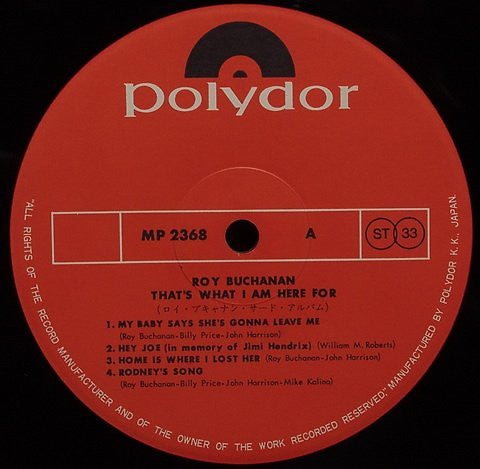 polydor
MP 2368 A ST 33
ROY BUCHANAN
THAT'S WHAT I AM HERE FOR
(ロイ・ブキャナン・サード・アルバム)
1. MY BABY SAYS SHE'S GONNA LEAVE ME
(Roy Buchanan-Billy Price-John Harrison)
2. HEY JOE (in memory of Jimi Hendrix) (William M. Roberts)
3. HOME IS WHERE I LOST HER (Roy Buchanan-John Harrison)
4. RODNEY'S SONG
(Roy Buchanan-Billy Price-John Harrison-Mike Kalina)
"ALL RIGHTS OF THE RECORD MANUFACTURER AND OF THE OWNER OF THE WORK RECORDED RESERVED," MANUFACTURED BY POLYDOR K.K., JAPAN.